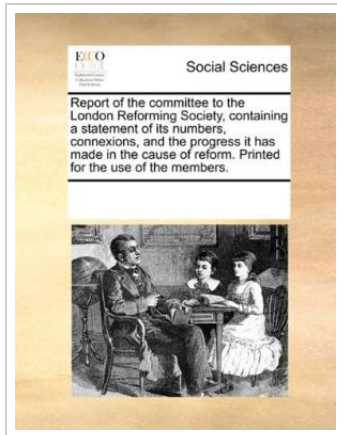 ECCO
Social Sciences
Report of the committee to the
London Reforming Society, containing
a statement of its numbers,
connexions, and the progress it has
made in the cause of reform. Printed
for the use of the members.